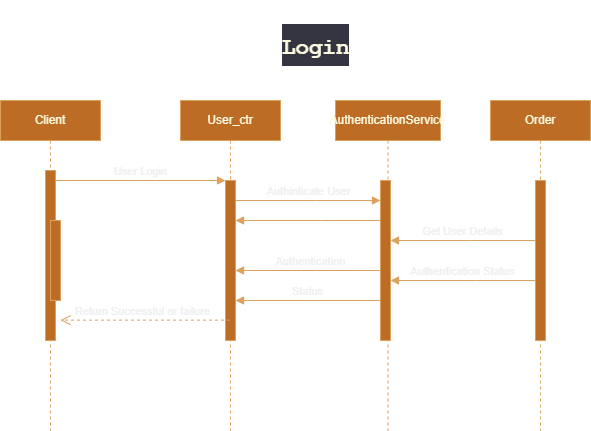 Login
Client
User_ctr
AuthenticationService
Order
User Login
Authinticate User
Get User Details
Authentication
Authentication Status
Status
Return Successful or failure